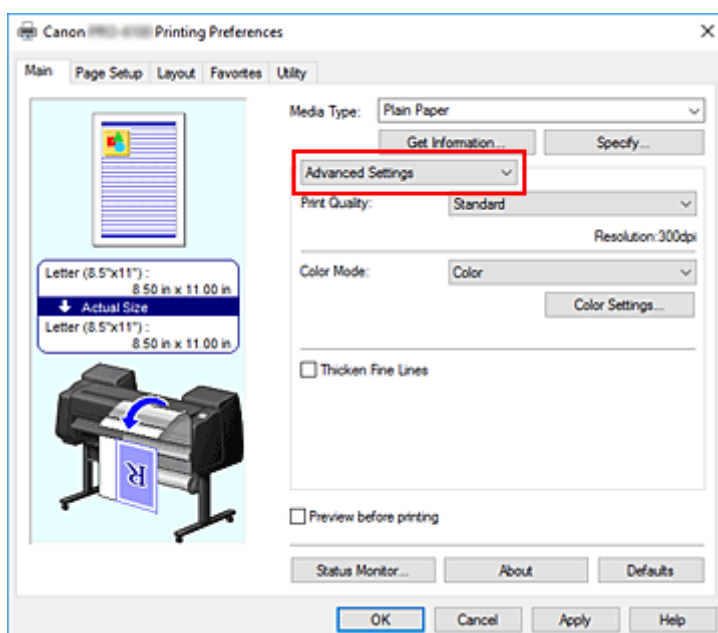 Canon Printing Preferences
Main Page Setup Layout Favorites Utility
Media Type: Plain Paper
Get Information... Specify...
Advanced Settings
Print Quality: Standard
Resolution:300dpi
Letter (8.5"x11") :
8.50 in x 11.00 in
Actual Size
Letter (8.5"x11") :
8.50 in x 11.00 in
Color Mode: Color
Color Settings...
Thicken Fine Lines
R
Preview before printing
Status Monitor... About Defaults
OK Cancel Apply Help